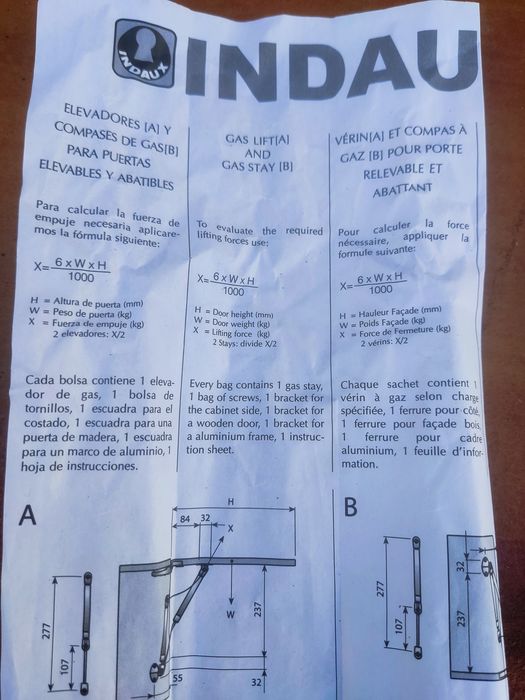 INDAUX
INDAU
ELEVADORES [A] Y
COMPASES DE GAS[B]
PARA PUERTAS
ELEVABLES Y ABATIBLES
Para calcular la fuerza de
empuje necesaria aplicare-
mos la fórmula siguiente:
X= 6 x W x H
1000
H = Altura de puerta (mm)
W = Peso de puerta (kg)
X = Fuerza de empuje (kg)
2 elevadores: X/2
Cada bolsa contiene 1 eleva-
dor de gas, 1 bolsa de
tornillos, 1 escuadra para el
costado, 1 escuadra para una
puerta de madera, 1 escuadra
para un marco de aluminio, 1
hoja de instrucciones.
GAS LIFT[A]
AND
GAS STAY [B]
To evaluate the required
lifting forces use:
X= 6 x W x H
1000
H = Door height (mm)
W = Door weight (kg)
X = Lifting force (kg)
2 Stays: divide X/2
Every bag contains 1 gas stay,
1 bag of screws, 1 bracket for
the cabinet side, 1 bracket for
a wooden door, 1 bracket for
a aluminium frame, 1 instruc-
tion sheet.
VÉRIN[A] ET COMPAS À
GAZ [B] POUR PORTE
RELEVABLE ET
ABATTANT
Pour calculer la force
nécessaire, appliquer la
formule suivante:
X= 6 x W x H
1000
H = Hauleur Façade (mm)
W = Poids Façade (kg)
X = Force de Fermeture (kg)
2 vérins: X/2
Chaque sachet contient 1
vérin à gaz selon charge
spécifiée, 1 ferrure pour côté,
1 ferrure pour façade bois,
1 ferrure pour cadre
aluminium, 1 feuille d'infor-
mation.
A
H
84 32
X
277
107
W
237
55
32
B
277
107
32
237